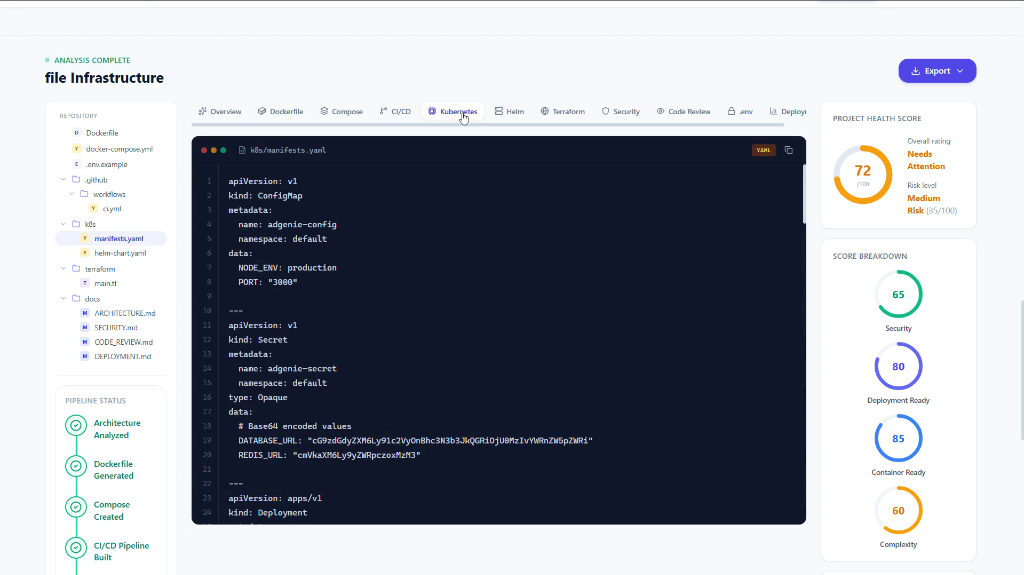 ANALYSIS COMPLETE
file Infrastructure
Export
REPOSITORY
D Dockerfile
Y docker-compose.yml
E .env.example
.github
workflows
Y ci.yml
k8s
Y manifests.yaml
Y helm-chart.yaml
terraform
T main.tf
docs
M ARCHITECTURE.md
M SECURITY.md
M CODE_REVIEW.md
M DEPLOYMENT.md
PIPELINE STATUS
Architecture
Analyzed
Dockerfile
Generated
Compose
Created
CI/CD Pipeline
Built
Overview Dockerfile Compose CI/CD Kubernetes Helm Terraform Security Code Review .env Deploy
k8s/manifests.yaml YAML
1 apiVersion: v1
2 kind: ConfigMap
3 metadata:
4 name: adgenie-config
5 namespace: default
6 data:
7 NODE_ENV: production
8 PORT: "3000"
9
10 ---
11 apiVersion: v1
12 kind: Secret
13 metadata:
14 name: adgenie-secret
15 namespace: default
16 type: Opaque
17 data:
18 # Base64 encoded values
19 DATABASE_URL: "cG9zdGdyZXM6Ly91c2VyOnBhc3N3b3JkQGRiOjU0MzIvYWRnZW5pZWRi"
20 REDIS_URL: "cmVkaXM6Ly9yZWRpczoxMzM3"
21
22 ---
23 apiVersion: apps/v1
24 kind: Deployment
PROJECT HEALTH SCORE
72
/100
Overall rating
Needs
Attention
Risk level
Medium
Risk (35/100)
SCORE BREAKDOWN
65
Security
80
Deployment Ready
85
Container Ready
60
Complexity